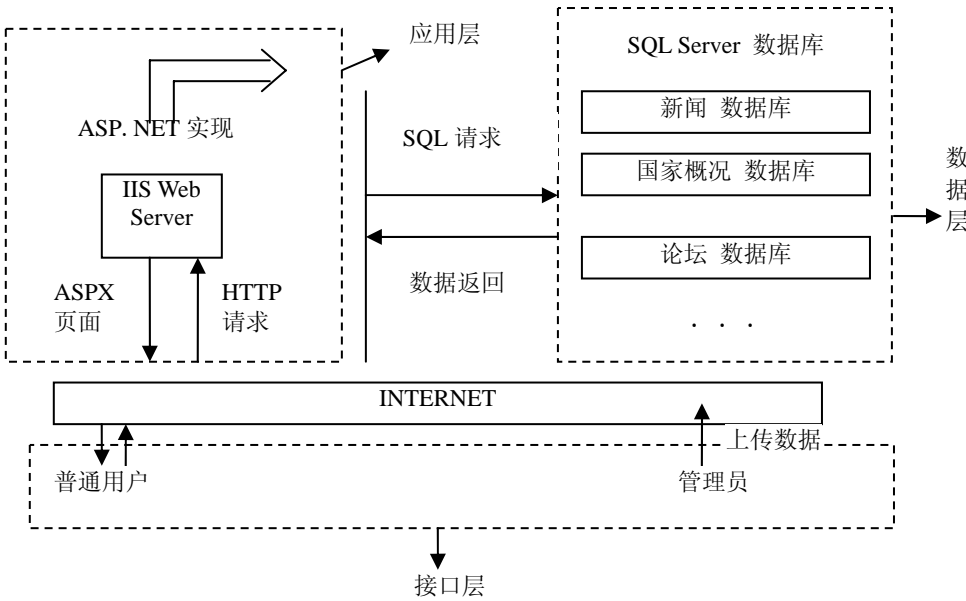 应用层
SQL Server 数据库
ASP. NET 实现
新闻 数据库
SQL 请求
国家概况 数据库
数
据
层
IIS Web
Server
论坛 数据库
数据返回
ASPX
页面
HTTP
请求
. . .
INTERNET
上传数据
普通用户
管理员
接口层